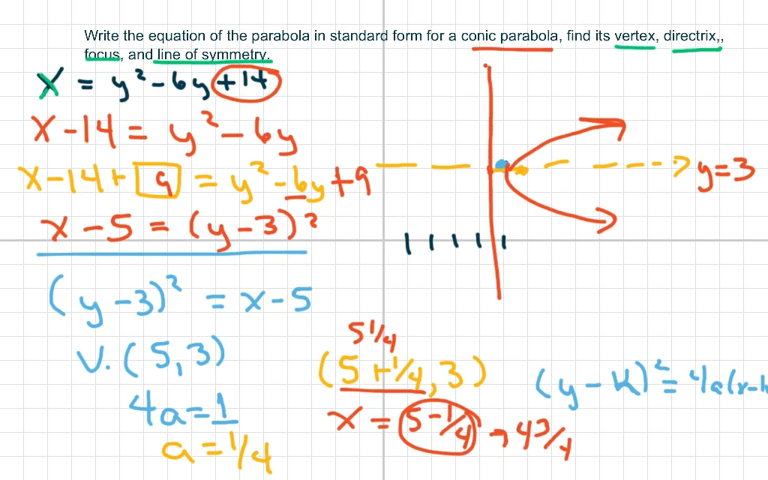 Write the equation of the parabola in standard form for a conic parabola, find its vertex, directrix,,
focus, and line of symmetry.
x = y² - 6y + 14
x - 14 = y² - 6y
x - 14 + 9 = y² - 6y + 9
y = 3
x - 5 = (y - 3)²
(y - 3)² = x - 5
V. (5, 3)
4a = 1
a = 1/4
5 1/4
(5 + 1/4, 3)
x = 5 - 1/4 → 4 3/4
(y - k)² = 4a(x - h